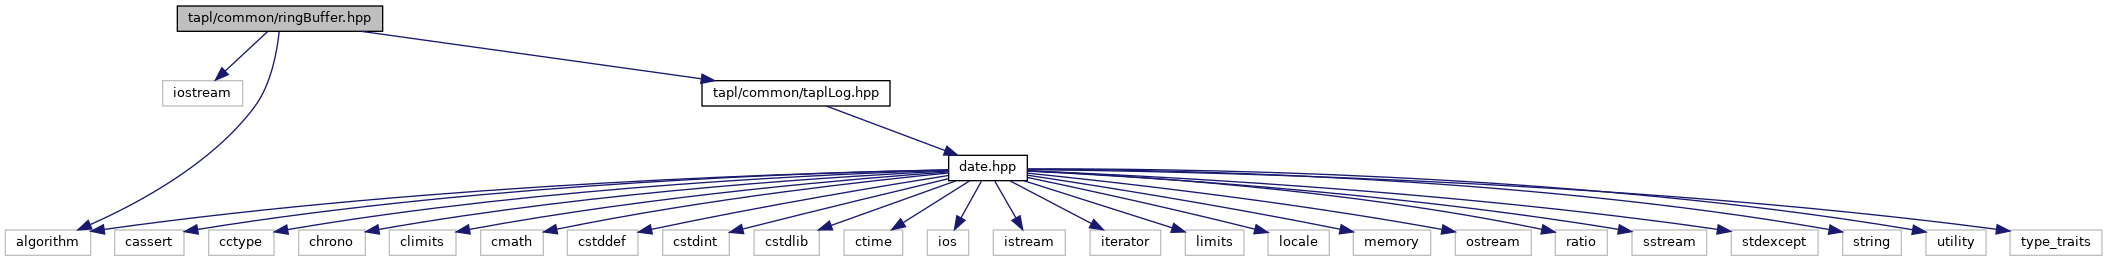 tapl/common/ringBuffer.hpp
iostream
tapl/common/taplLog.hpp
date.hpp
algorithm
cassert
cctype
chrono
climits
cmath
cstddef
cstdint
cstdlib
ctime
ios
istream
iterator
limits
locale
memory
ostream
ratio
sstream
stdexcept
string
utility
type_traits